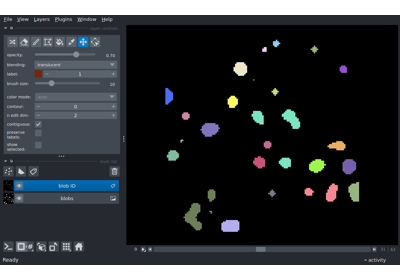 File View Layers Plugins Window Help
opacity: 0.70
blending: translucent
label: 1
brush size: 10
color mode:
contour: 0
n edit dim: 2
contiguous:
preserve
labels:
show
selected:
blob ID
blobs
Ready
activity